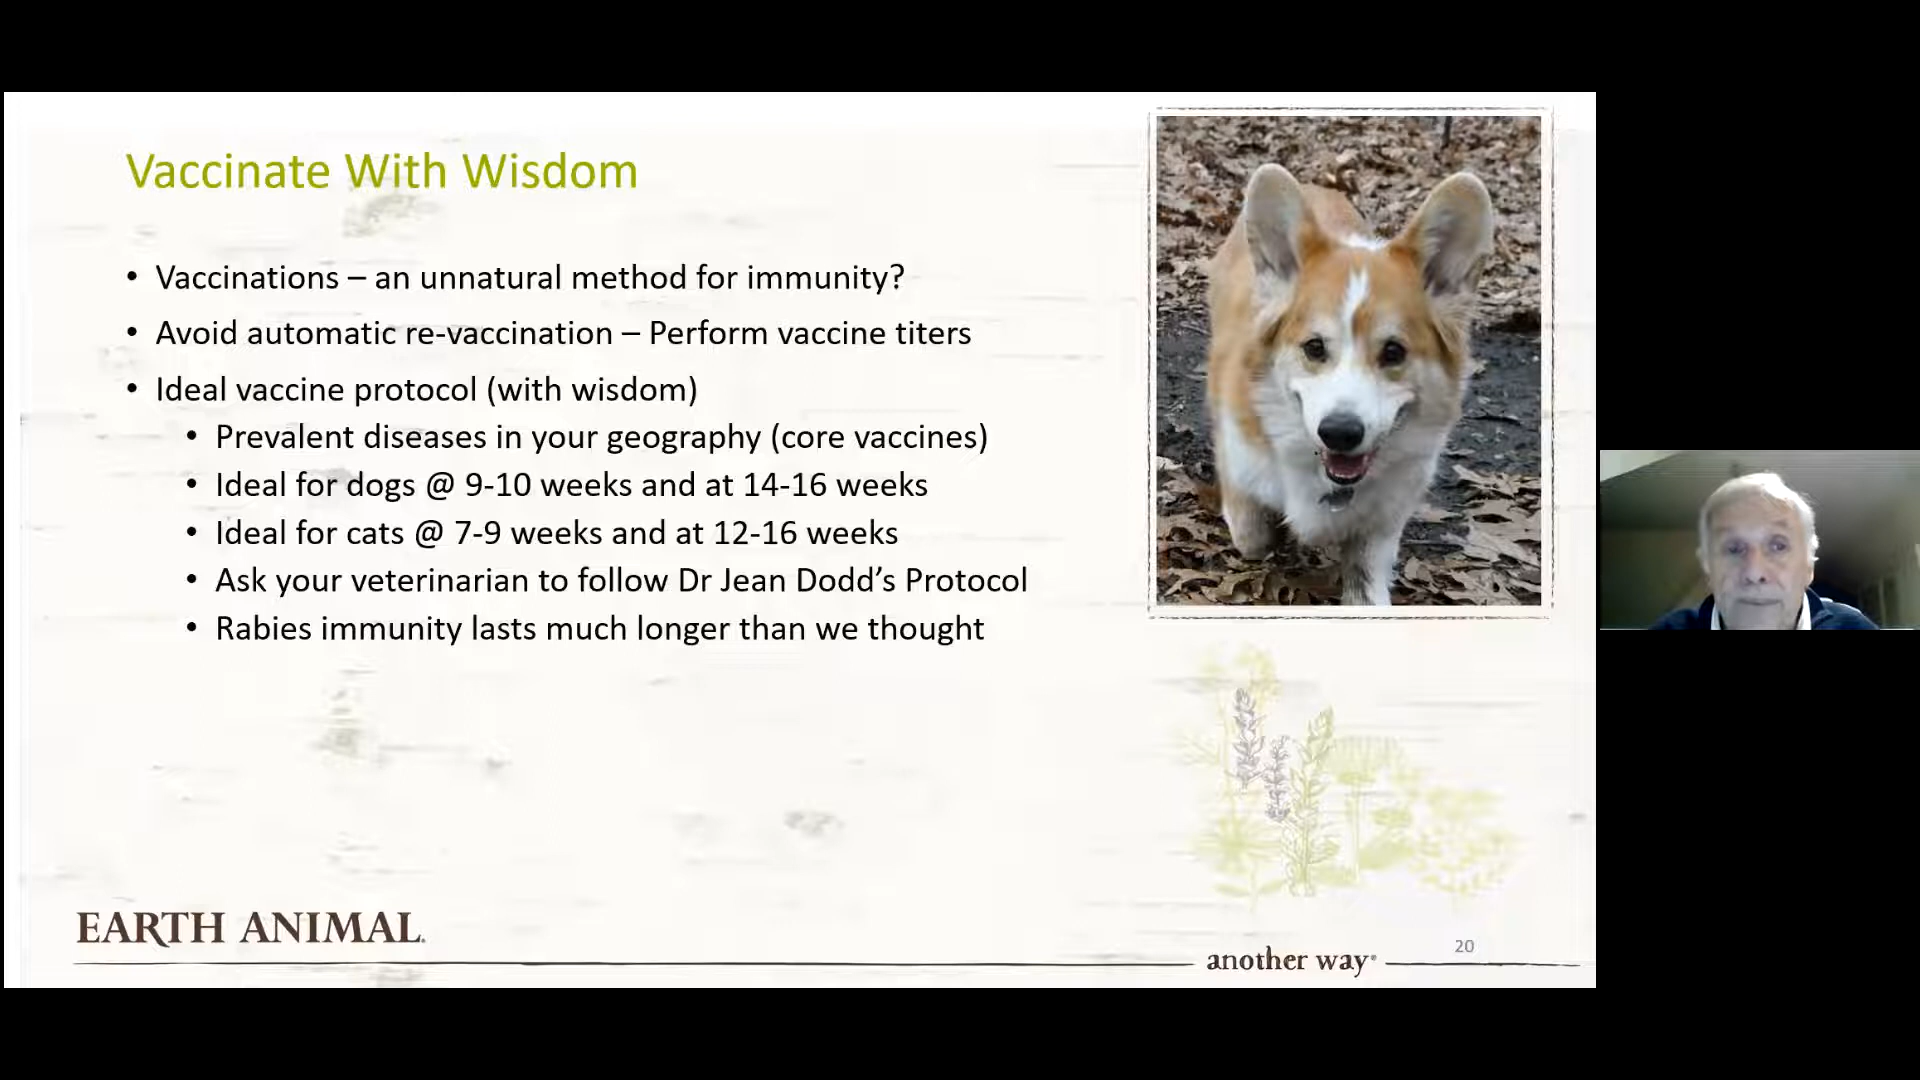 Vaccinate With Wisdom
• Vaccinations – an unnatural method for immunity?
• Avoid automatic re-vaccination – Perform vaccine titers
• Ideal vaccine protocol (with wisdom)
• Prevalent diseases in your geography (core vaccines)
• Ideal for dogs @ 9-10 weeks and at 14-16 weeks
• Ideal for cats @ 7-9 weeks and at 12-16 weeks
• Ask your veterinarian to follow Dr Jean Dodd’s Protocol
• Rabies immunity lasts much longer than we thought
EARTH ANIMAL®
another way®
20